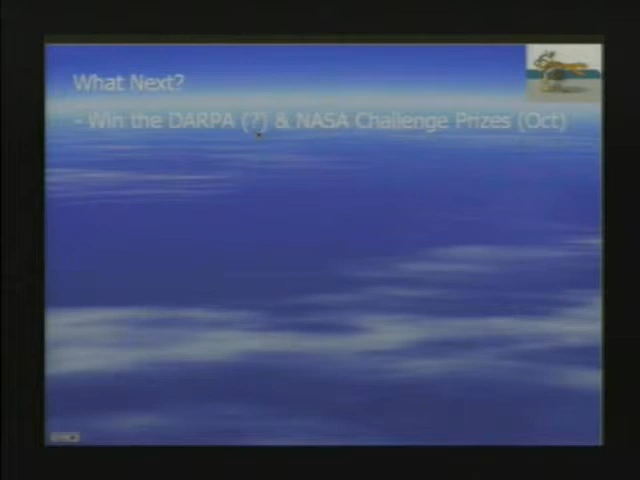 What Next?
- Win the DARPA (?) & NASA Challenge Prizes (Oct)